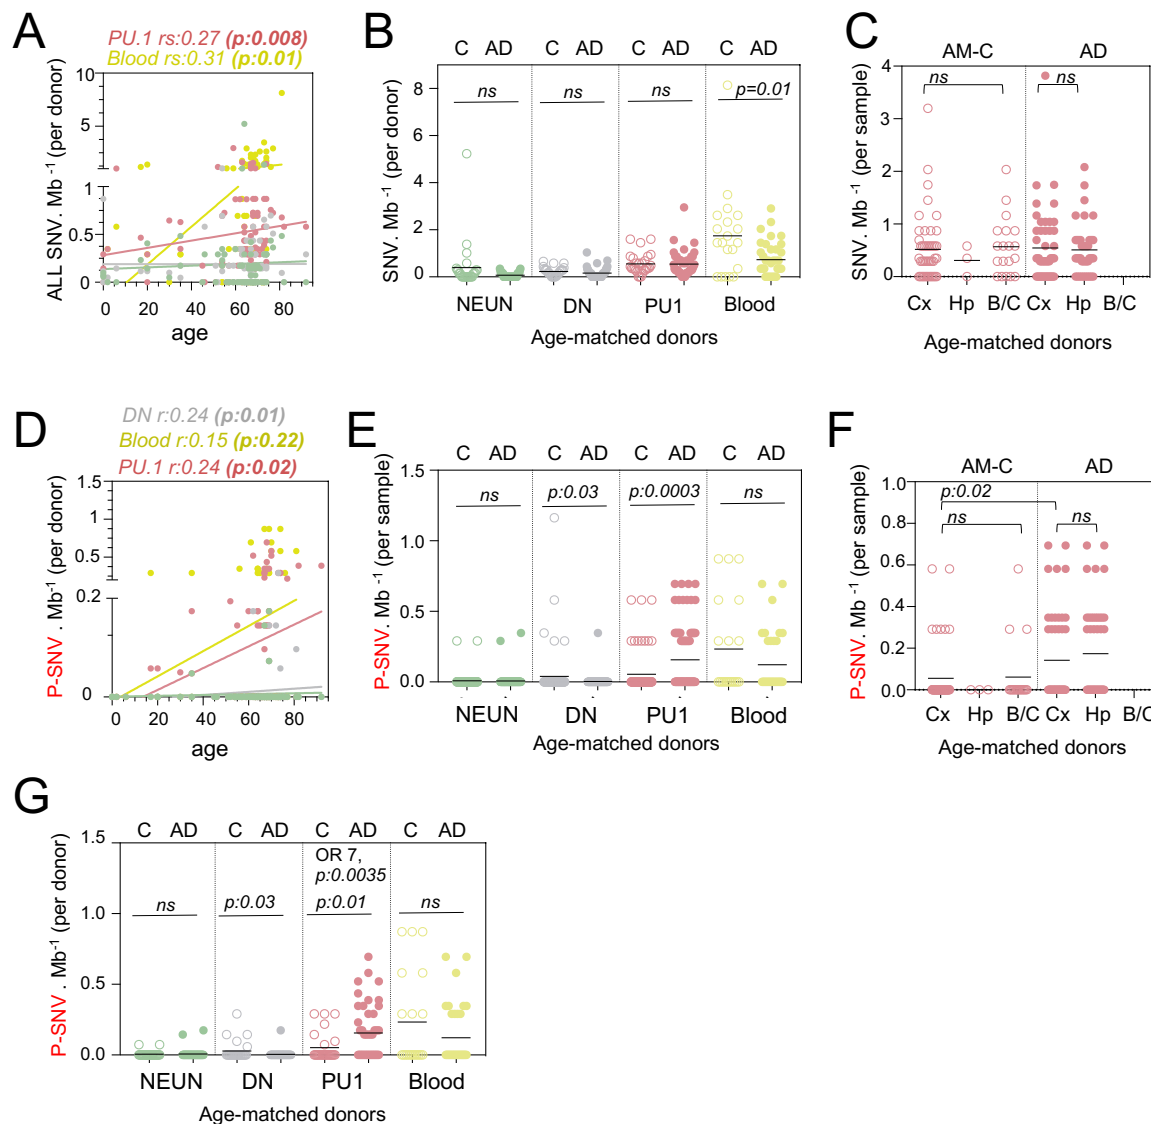 A
PU.1 rs:0.27 (p:0.008)
Blood rs:0.31 (p:0.01)
ALL SNV. Mb⁻¹ (per donor)
10
5
1
1
0.5
0
0 20 40 60 80
age
B
C AD C AD C AD C AD
SNV. Mb⁻¹ (per donor)
8
6
4
2
0
ns ns ns p=0.01
NEUN DN PU1 Blood
Age-matched donors
C
AM-C AD
SNV. Mb⁻¹ (per sample)
4
3
2
1
0
ns ns
Cx Hp B/C Cx Hp B/C
Age-matched donors
D
DN r:0.24 (p:0.01)
Blood r:0.15 (p:0.22)
PU.1 r:0.24 (p:0.02)
P-SNV . Mb⁻¹ (per donor)
1.5
1
0.5
0.2
0
0 20 40 60 80
age
E
C AD C AD C AD C AD
P-SNV. Mb⁻¹ (per sample)
1.5
1.0
0.5
0.0
ns p:0.03 p:0.0003 ns
NEUN DN PU1 Blood
Age-matched donors
F
AM-C AD
P-SNV. Mb⁻¹ (per sample)
1.0
0.8
0.6
0.4
0.2
0.0
p:0.02
ns ns
Cx Hp B/C Cx Hp B/C
Age-matched donors
G
C AD C AD C AD C AD
P-SNV . Mb⁻¹ (per donor)
1.5
1.0
0.5
0.0
OR 7,
p:0.0035
ns p:0.03 p:0.01 ns
NEUN DN PU1 Blood
Age-matched donors